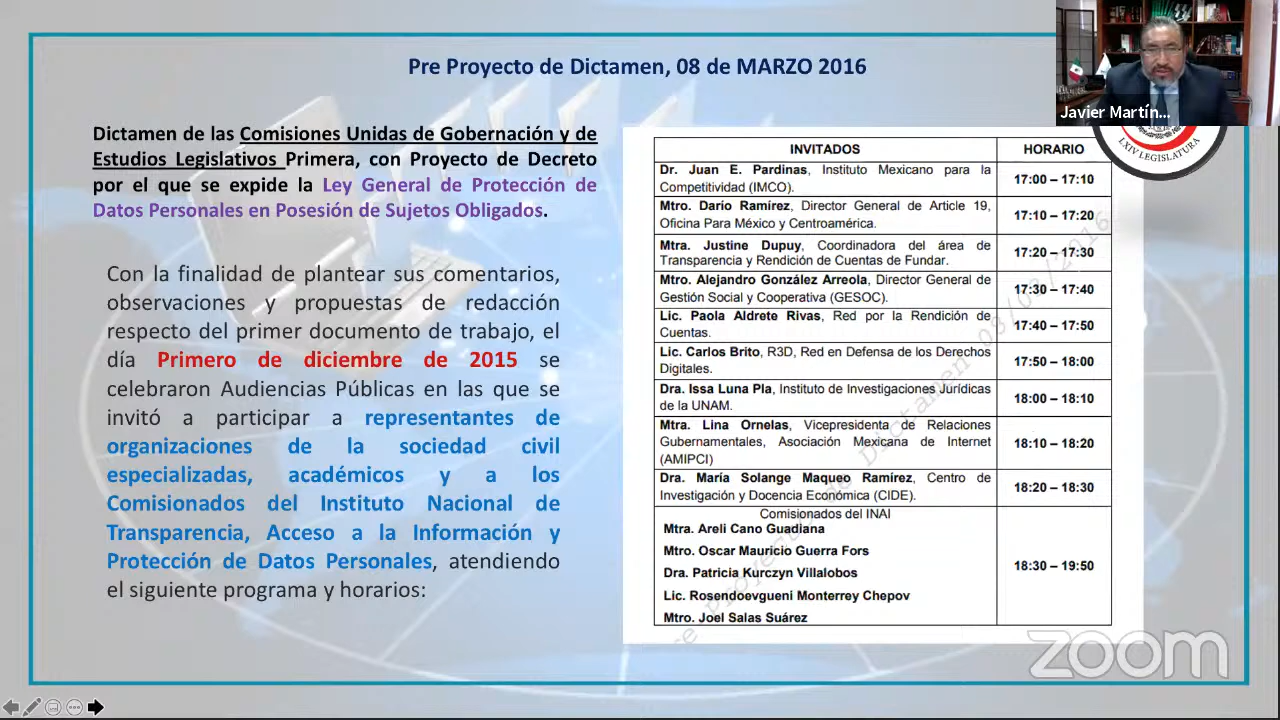 Pre Proyecto de Dictamen, 08 de MARZO 2016
Javier Martín...
LXIV LEGISLATURA
Dictamen de las Comisiones Unidas de Gobernación y de
Estudios Legislativos Primera, con Proyecto de Decreto
por el que se expide la Ley General de Protección de
Datos Personales en Posesión de Sujetos Obligados.
Con la finalidad de plantear sus comentarios,
observaciones y propuestas de redacción
respecto del primer documento de trabajo, el
día Primero de diciembre de 2015 se
celebraron Audiencias Públicas en las que se
invitó a participar a representantes de
organizaciones de la sociedad civil
especializadas, académicos y a los
Comisionados del Instituto Nacional de
Transparencia, Acceso a la Información y
Protección de Datos Personales, atendiendo
el siguiente programa y horarios:
INVITADOS HORARIO
Dr. Juan E. Pardinas, Instituto Mexicano para la
Competitividad (IMCO).
17:00 – 17:10
Mtro. Darío Ramírez, Director General de Article 19,
Oficina Para México y Centroamérica.
17:10 – 17:20
Mtra. Justine Dupuy, Coordinadora del área de
Transparencia y Rendición de Cuentas de Fundar.
17:20 – 17:30
Mtro. Alejandro González Arreola, Director General de
Gestión Social y Cooperativa (GESOC).
17:30 – 17:40
Lic. Paola Aldrete Rivas, Red por la Rendición de
Cuentas.
17:40 – 17:50
Lic. Carlos Brito, R3D, Red en Defensa de los Derechos
Digitales.
17:50 – 18:00
Dra. Issa Luna Pla, Instituto de Investigaciones Jurídicas
de la UNAM.
18:00 – 18:10
Mtra. Lina Ornelas, Vicepresidenta de Relaciones
Gubernamentales, Asociación Mexicana de Internet
(AMIPCI)
18:10 – 18:20
Dra. María Solange Maqueo Ramírez, Centro de
Investigación y Docencia Económica (CIDE).
18:20 – 18:30
Comisionados del INAI
Mtra. Areli Cano Guadiana
Mtro. Oscar Mauricio Guerra Fors
Dra. Patricia Kurczyn Villalobos
Lic. Rosendoevgueni Monterrey Chepov
Mtro. Joel Salas Suárez
18:30 – 19:50
zoom